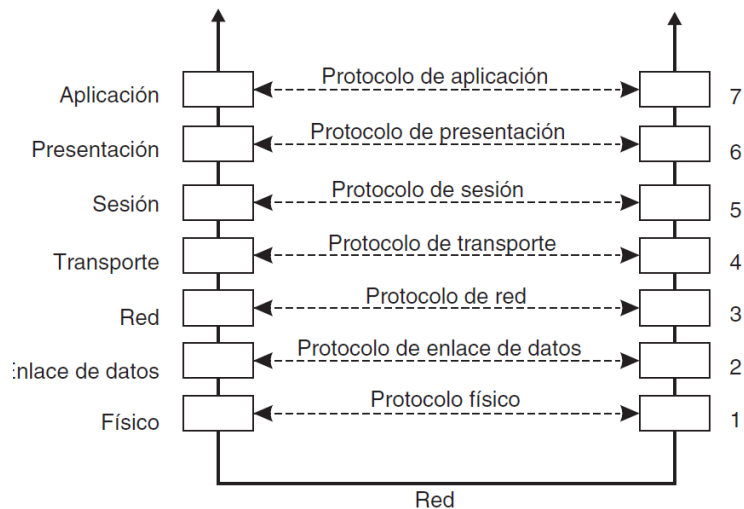 Protocolo de aplicación
Aplicación
7
Protocolo de presentación
Presentación
6
Protocolo de sesión
Sesión
5
Protocolo de transporte
Transporte
4
Protocolo de red
Red
3
Protocolo de enlace de datos
Enlace de datos
2
Protocolo físico
Físico
1
Red